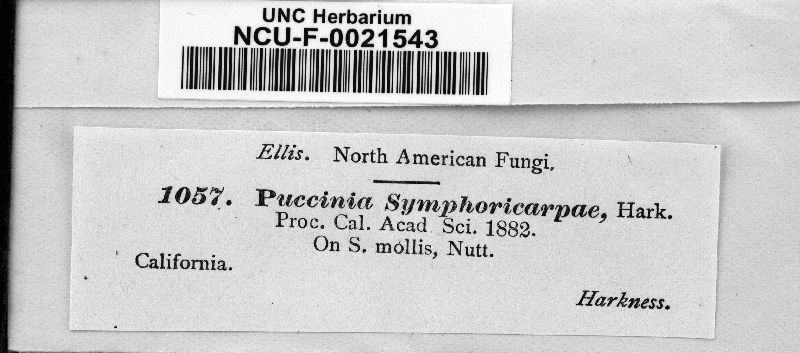 UNC Herbarium
NCU-F-0021543
Ellis. North American Fungi.
1057. Puccinia Symphoricarpae, Hark.
Proc. Cal. Acad Sci. 1882.
On S. mollis, Nutt.
California.
Harkness.